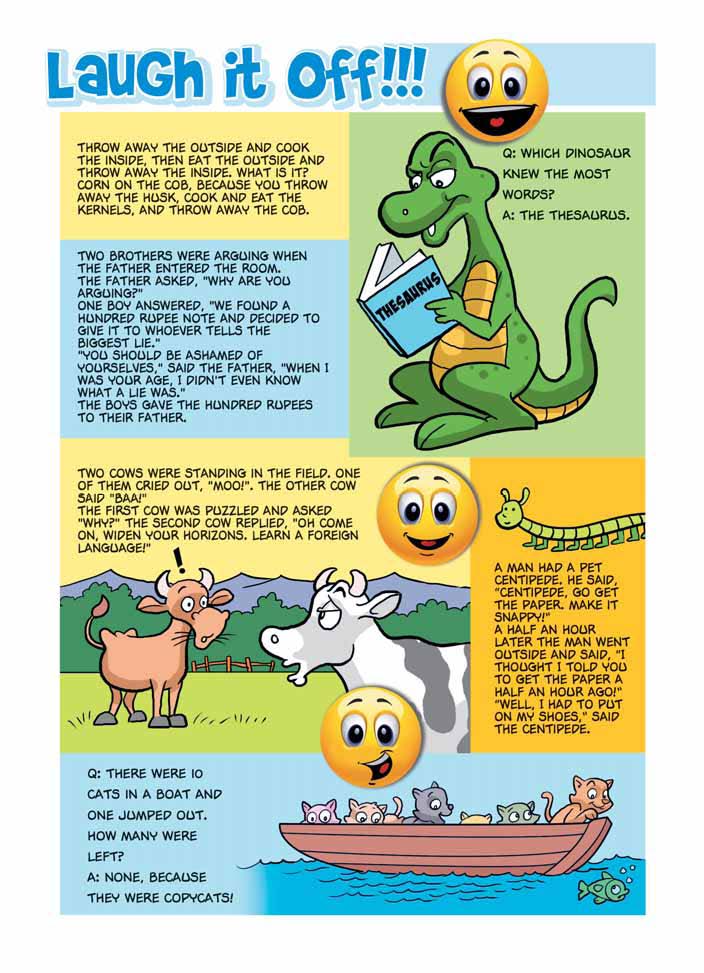 Laugh it Off!!!
THROW AWAY THE OUTSIDE AND COOK
THE INSIDE, THEN EAT THE OUTSIDE AND
THROW AWAY THE INSIDE. WHAT IS IT?
CORN ON THE COB, BECAUSE YOU THROW
AWAY THE HUSK, COOK AND EAT THE
KERNELS, AND THROW AWAY THE COB.
Q: WHICH DINOSAUR
KNEW THE MOST
WORDS?
A: THE THESAURUS.
THESAURUS
TWO BROTHERS WERE ARGUING WHEN
THE FATHER ENTERED THE ROOM.
THE FATHER ASKED, "WHY ARE YOU
ARGUING?"
ONE BOY ANSWERED, "WE FOUND A
HUNDRED RUPEE NOTE AND DECIDED TO
GIVE IT TO WHOEVER TELLS THE
BIGGEST LIE."
"YOU SHOULD BE ASHAMED OF
YOURSELVES," SAID THE FATHER, "WHEN I
WAS YOUR AGE, I DIDN'T EVEN KNOW
WHAT A LIE WAS."
THE BOYS GAVE THE HUNDRED RUPEES
TO THEIR FATHER.
TWO COWS WERE STANDING IN THE FIELD. ONE
OF THEM CRIED OUT, "MOO!". THE OTHER COW
SAID "BAA!"
THE FIRST COW WAS PUZZLED AND ASKED
"WHY?" THE SECOND COW REPLIED, "OH COME
ON, WIDEN YOUR HORIZONS. LEARN A FOREIGN
LANGUAGE!"
!
A MAN HAD A PET
CENTIPEDE. HE SAID,
"CENTIPEDE, GO GET
THE PAPER. MAKE IT
SNAPPY!"
A HALF AN HOUR
LATER THE MAN WENT
OUTSIDE AND SAID, "I
THOUGHT I TOLD YOU
TO GET THE PAPER A
HALF AN HOUR AGO!"
"WELL, I HAD TO PUT
ON MY SHOES," SAID
THE CENTIPEDE.
Q: THERE WERE 10
CATS IN A BOAT AND
ONE JUMPED OUT.
HOW MANY WERE
LEFT?
A: NONE, BECAUSE
THEY WERE COPYCATS!